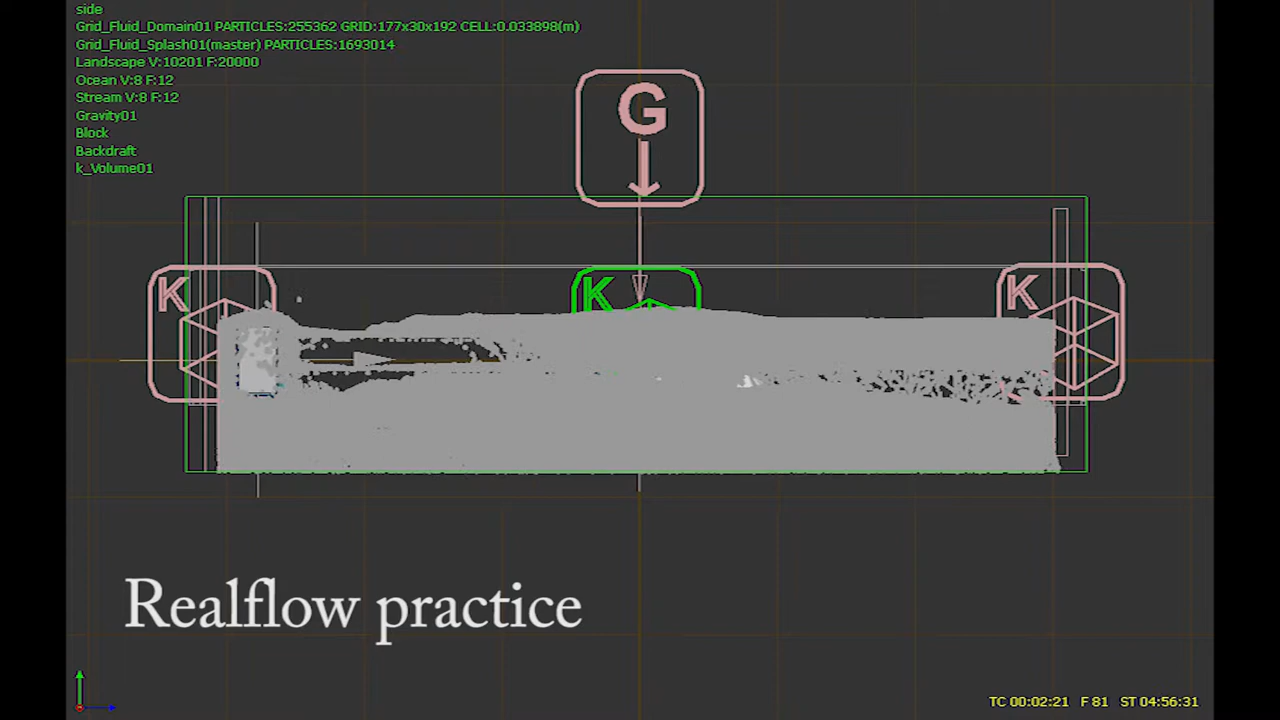 side
Grid_Fluid_Domain01 PARTICLES:255362 GRID:177x30x192 CELL:0.033898(m)
Grid_Fluid_Splash01(master) PARTICLES:1693014
Landscape V:10201 F:20000
Ocean V:8 F:12
Stream V:8 F:12
Gravity01
Block
Backdraft
k_Volume01
G
K K K
Realflow practice
TC 00:02:21 F 81 ST 04:56:31